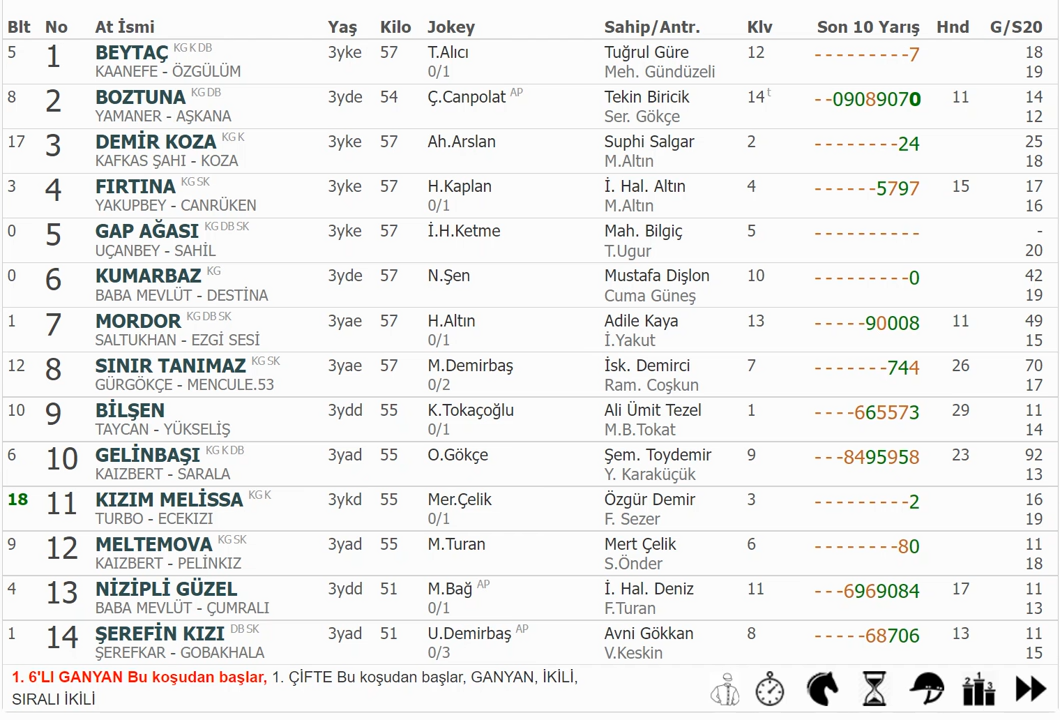 Blt No At İsmi Yaş Kilo Jokey Sahip/Antr. Klv Son 10 Yarış Hnd G/S20
5 1 BEYTAÇ KG K DB 3yke 57 T.Alıcı Tuğrul Güre 12 - - - - - - - - -7 18
KAANEFE - ÖZGÜLÜM 0/1 Meh. Gündüzeli 19
8 2 BOZTUNA KG DB 3yde 54 Ç.Canpolat AP Tekin Biricik 14 t - -09089070 11 14
YAMANER - AŞKANA 0/1 Ser. Gökçe 12
17 3 DEMİR KOZA KG K 3yke 57 Ah.Arslan Suphi Salgar 2 - - - - - - - -24 25
KAFKAS ŞAHI - KOZA M.Altın 18
3 4 FIRTINA KG SK 3yke 57 H.Kaplan İ. Hal. Altın 4 - - - - - -5797 15 17
YAKUPBEY - CANRÜKEN 0/1 M.Altın 16
0 5 GAP AĞASI KG DB SK 3yke 57 İ.H.Ketme Mah. Bilgiç 5 - - - - - - - - - - -
UÇANBEY - SAHİL T.Ugur 20
0 6 KUMARBAZ KG 3yde 57 N.Şen Mustafa Dişlon 10 - - - - - - - - -0 42
BABA MEVLÜT - DESTİNA Cuma Güneş 19
1 7 MORDOR KG DB SK 3yae 57 H.Altın Adile Kaya 13 - - - - -90008 11 49
SALTUKHAN - EZGİ SESİ 0/1 İ.Yakut 15
12 8 SINIR TANIMAZ KG SK 3yae 57 M.Demirbaş İsk. Demirci 7 - - - - - - -744 26 70
GÜRGÖKÇE - MENCULE.53 0/2 Ram. Coşkun 17
10 9 BİLŞEN 3ydd 55 K.Tokaçoğlu Ali Ümit Tezel 1 - - - -665573 29 11
TAYCAN - YÜKSELİŞ 0/1 M.B.Tokat 14
6 10 GELİNBAŞI KG K DB 3yad 55 O.Gökçe Şem. Toydemir 9 - - -8495958 23 92
KAIZBERT - SARALA Y. Karaküçük 13
18 11 KIZIM MELİSSA KG K 3ykd 55 Mer.Çelik Özgür Demir 3 - - - - - - - - -2 16
TURBO - ECEKIZI 0/1 F. Sezer 19
9 12 MELTEMOVA KG SK 3yad 55 M.Turan Mert Çelik 6 - - - - - - - -80 11
KAIZBERT - PELİNKIZ S.Önder 18
4 13 NİZİPLİ GÜZEL 3ydd 51 M.Bağ AP İ. Hal. Deniz 11 - - -6969084 17 11
BABA MEVLÜT - ÇUMRALI 0/1 F.Turan 13
1 14 ŞEREFİN KIZI DB SK 3yad 51 U.Demirbaş AP Avni Gökkan 8 - - - - -68706 13 11
ŞEREFKAR - GOBAKHALA 0/3 V.Keskin 15
1. 6'LI GANYAN Bu koşudan başlar, 1. ÇİFTE Bu koşudan başlar, GANYAN, İKİLİ,
SIRALI İKİLİ
2 1 3